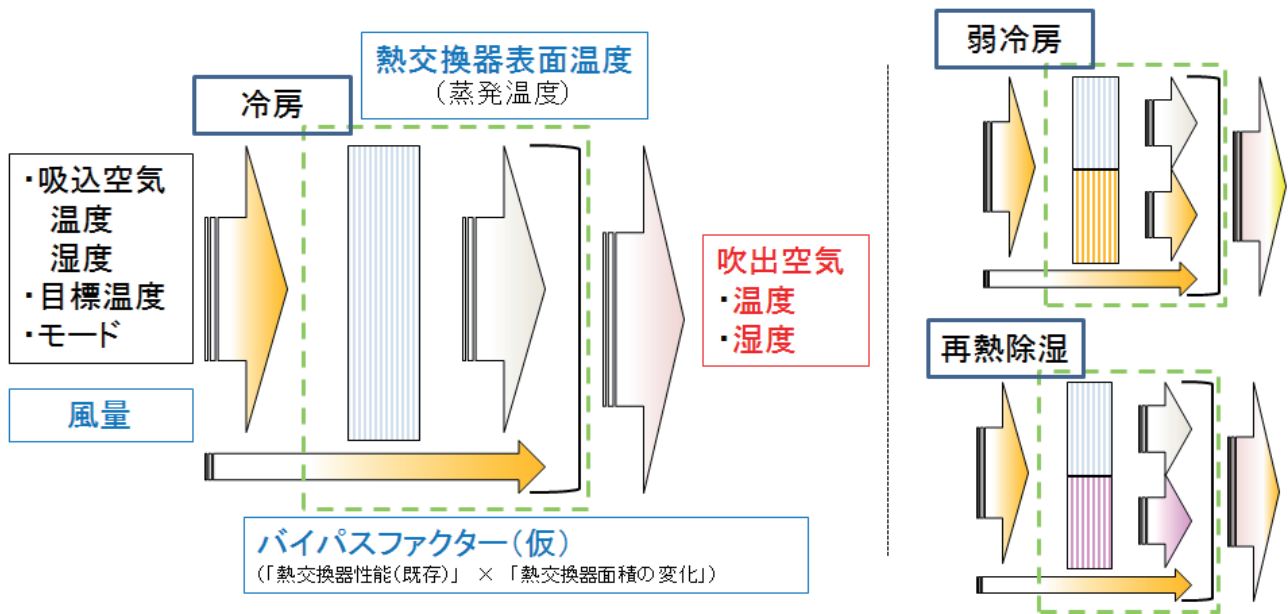 熱交換器表面温度
(蒸発温度)
冷房
・吸込空気
温度
湿度
・目標温度
・モード
風量
吹出空気
・温度
・湿度
バイパスファクター(仮)
(「熱交換器性能(既存)」 × 「熱交換器面積の変化」)
弱冷房
再熱除湿